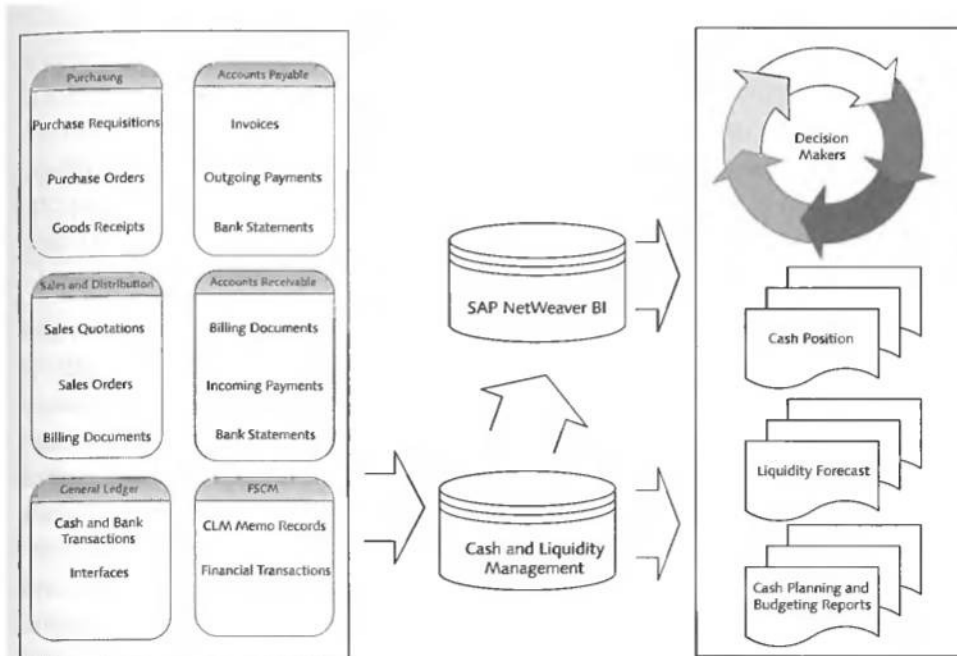 Purchasing
Purchase Requisitions
Purchase Orders
Goods Receipts
Accounts Payable
Invoices
Outgoing Payments
Bank Statements
Sales and Distribution
Sales Quotations
Sales Orders
Billing Documents
Accounts Receivable
Billing Documents
Incoming Payments
Bank Statements
General Ledger
Cash and Bank
Transactions
Interfaces
FSCM
CLM Memo Records
Financial Transactions
SAP NetWeaver BI
Cash and Liquidity
Management
Decision
Makers
Cash Position
Liquidity Forecast
Cash Planning and
Budgeting Reports